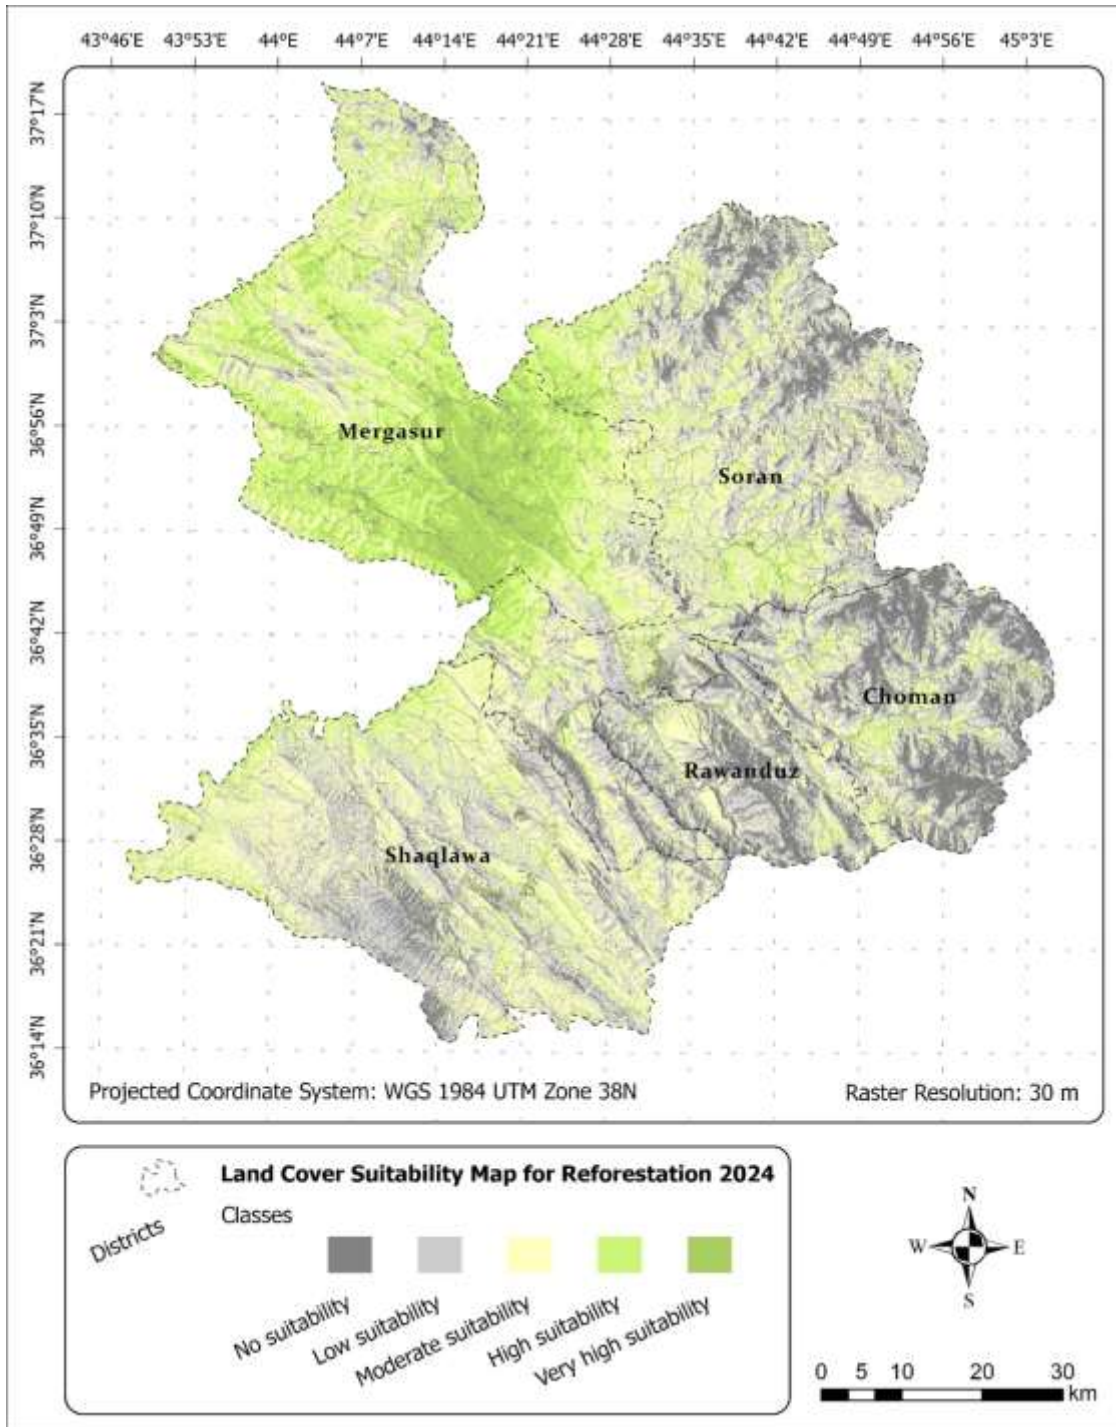 43°46'E 43°53'E 44°E 44°7'E 44°14'E 44°21'E 44°28'E 44°35'E 44°42'E 44°49'E 44°56'E 45°3'E
37°17'N
37°10'N
37°3'N
36°56'N
36°49'N
36°42'N
36°35'N
36°28'N
36°21'N
36°14'N
Mergasur
Soran
Choman
Rawanduz
Shaqlawa
Projected Coordinate System: WGS 1984 UTM Zone 38N
Raster Resolution: 30 m
Land Cover Suitability Map for Reforestation 2024
Districts
Classes
No suitability
Low suitability
Moderate suitability
High suitability
Very high suitability
N
W E
S
0 5 10 20 30
km